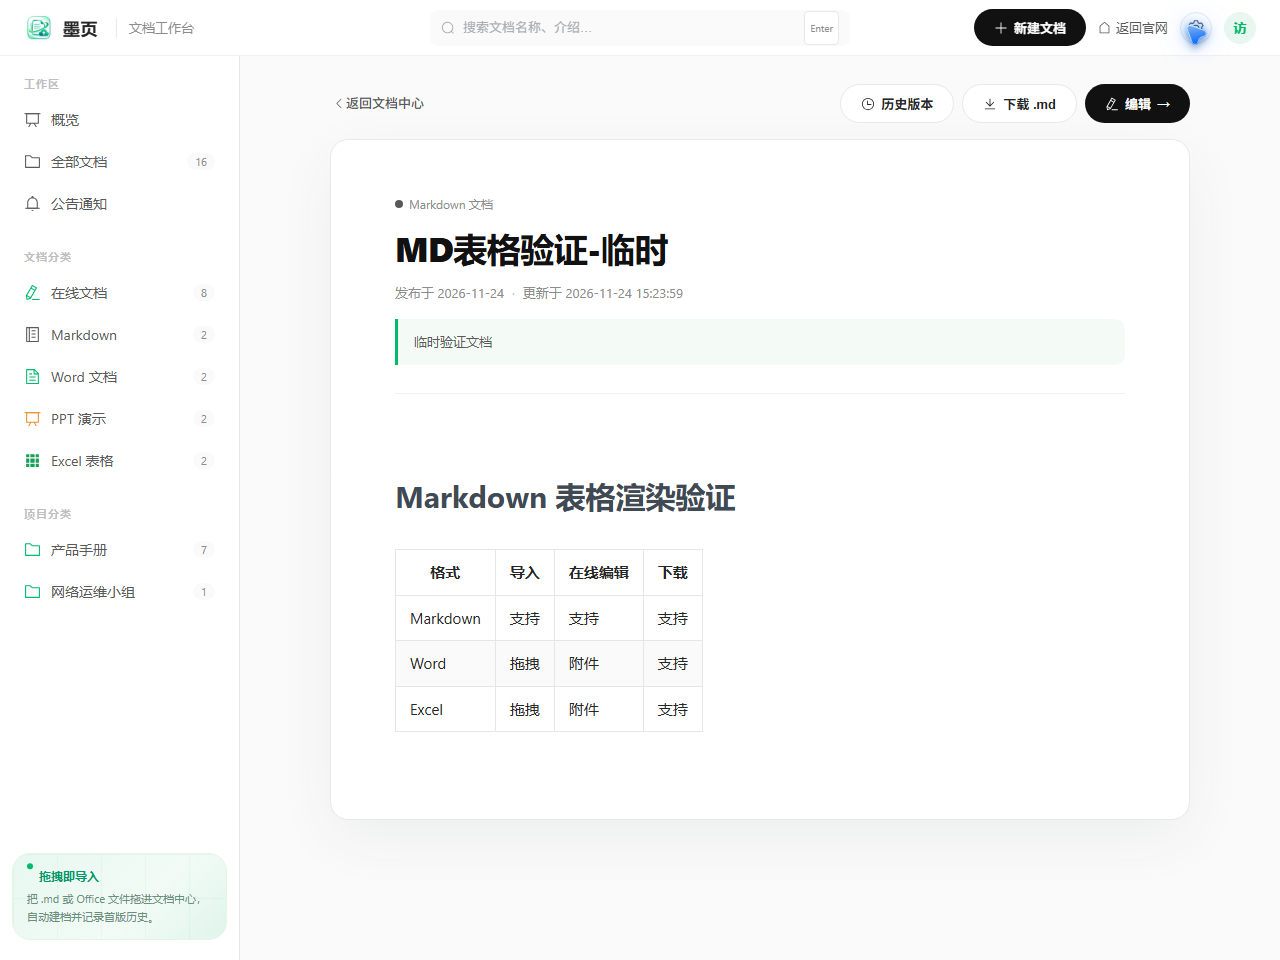 墨页 文档工作台
搜索文档名称、介绍... Enter
新建文档 返回官网 访
工作区
概览
全部文档 16
公告通知
文档分类
在线文档 8
Markdown 2
Word 文档 2
PPT 演示 2
Excel 表格 2
项目分类
产品手册 7
网络运维小组 1
拖拽即导入
把 .md 或 Office 文件拖进文档中心，
自动建档并记录首版历史。
返回文档中心 历史版本 下载 .md 编辑 →
Markdown 文档
MD表格验证-临时
发布于 2026-11-24 · 更新于 2026-11-24 15:23:59
临时验证文档
Markdown 表格渲染验证
格式 导入 在线编辑 下载
Markdown 支持 支持 支持
Word 拖拽 附件 支持
Excel 拖拽 附件 支持